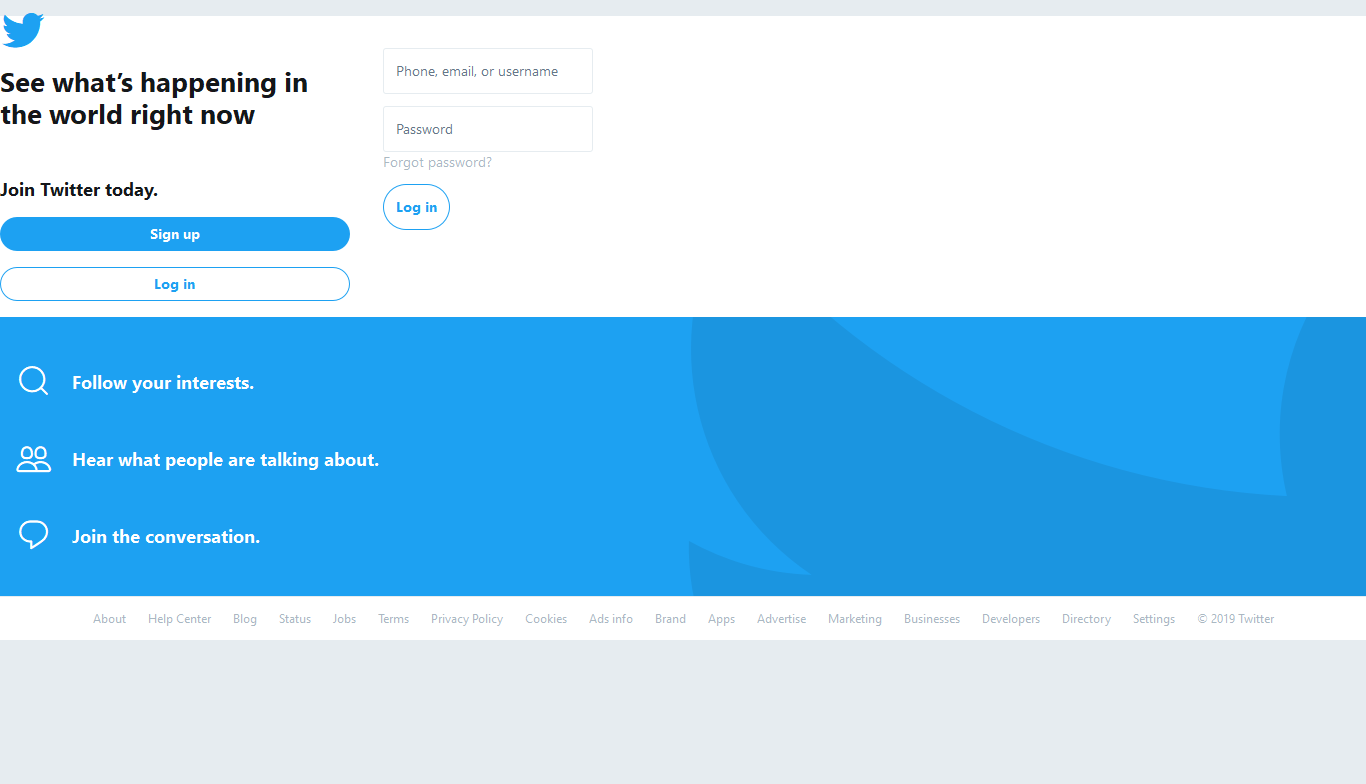 See what’s happening in
the world right now
Join Twitter today.
Sign up
Log in
Phone, email, or username
Password
Forgot password?
Log in
Follow your interests.
Hear what people are talking about.
Join the conversation.
About Help Center Blog Status Jobs Terms Privacy Policy Cookies Ads info Brand Apps Advertise Marketing Businesses Developers Directory Settings © 2019 Twitter